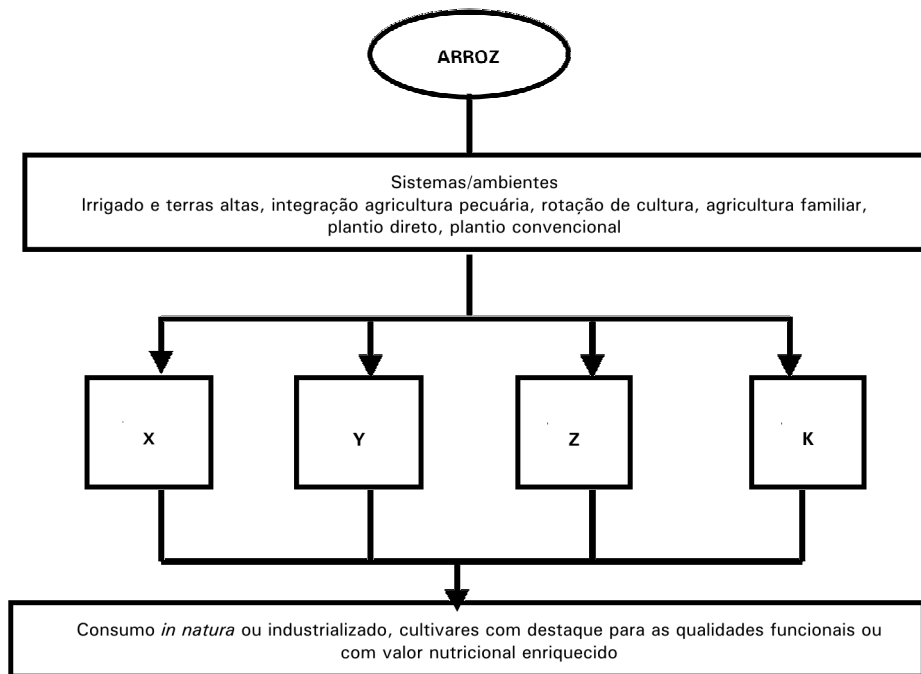 ARROZ
Sistemas/ambientes
Irrigado e terras altas, integração agricultura pecuária, rotação de cultura, agricultura familiar,
plantio direto, plantio convencional
X
Y
Z
K
Consumo in natura ou industrializado, cultivares com destaque para as qualidades funcionais ou
com valor nutricional enriquecido